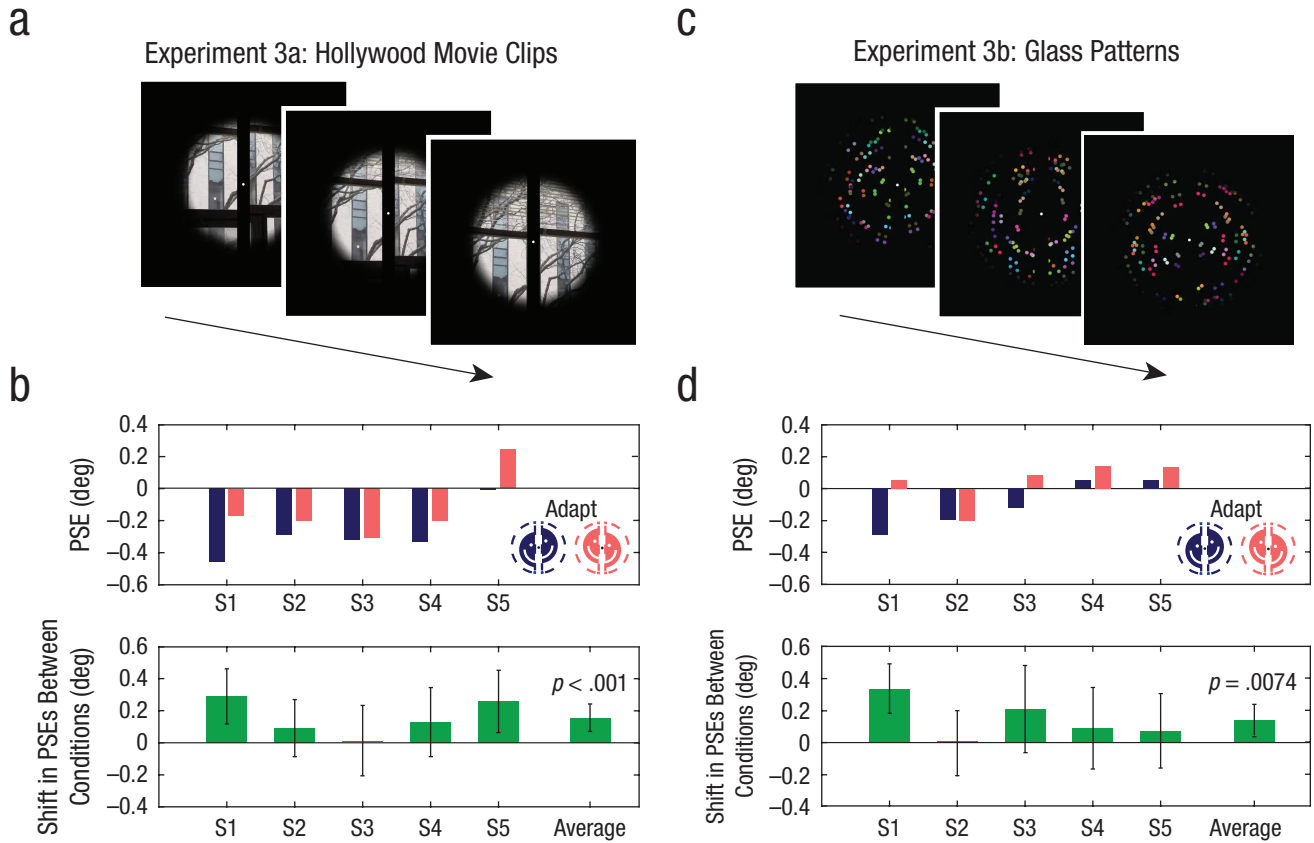 a
Experiment 3a: Hollywood Movie Clips
b
PSE (deg)
0.4
0.2
0
–0.2
–0.4
–0.6
Adapt
S1 S2 S3 S4 S5
Shift in PSEs Between
Conditions (deg)
0.6
0.4
0.2
0
–0.2
–0.4
p < .001
S1 S2 S3 S4 S5 Average
c
Experiment 3b: Glass Patterns
d
PSE (deg)
0.4
0.2
0
–0.2
–0.4
–0.6
Adapt
S1 S2 S3 S4 S5
Shift in PSEs Between
Conditions (deg)
0.6
0.4
0.2
0
–0.2
–0.4
p = .0074
S1 S2 S3 S4 S5 Average